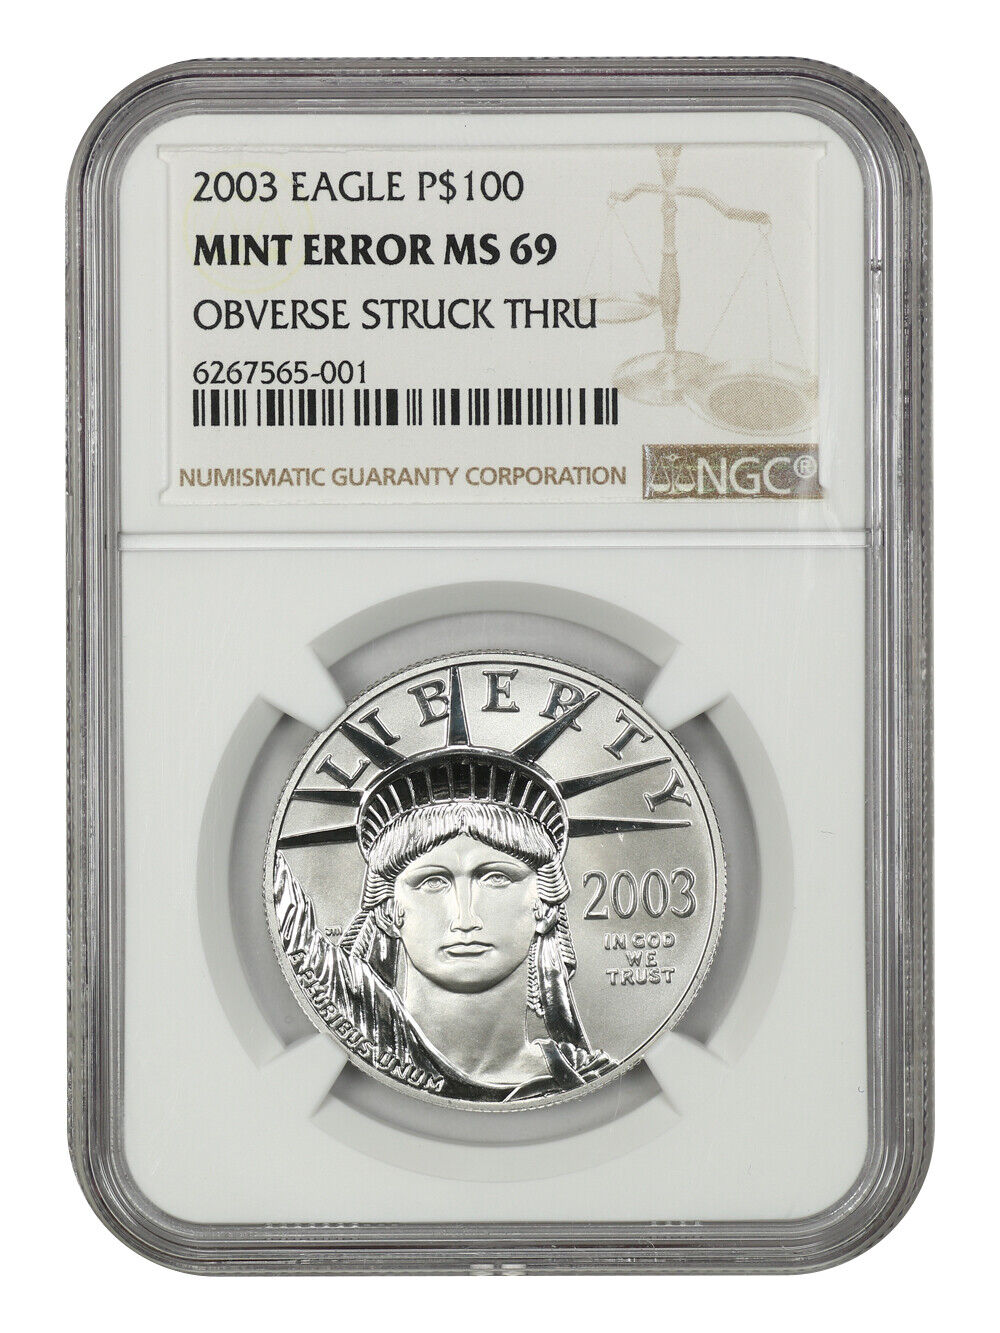 2003 EAGLE P$100
MINT ERROR MS 69
OBVERSE STRUCK THRU
6267565-001
NUMISMATIC GUARANTY CORPORATION NGC®
LIBERTY
2003
IN GOD
WE
TRUST
JM
E PLURIBUS UNUM